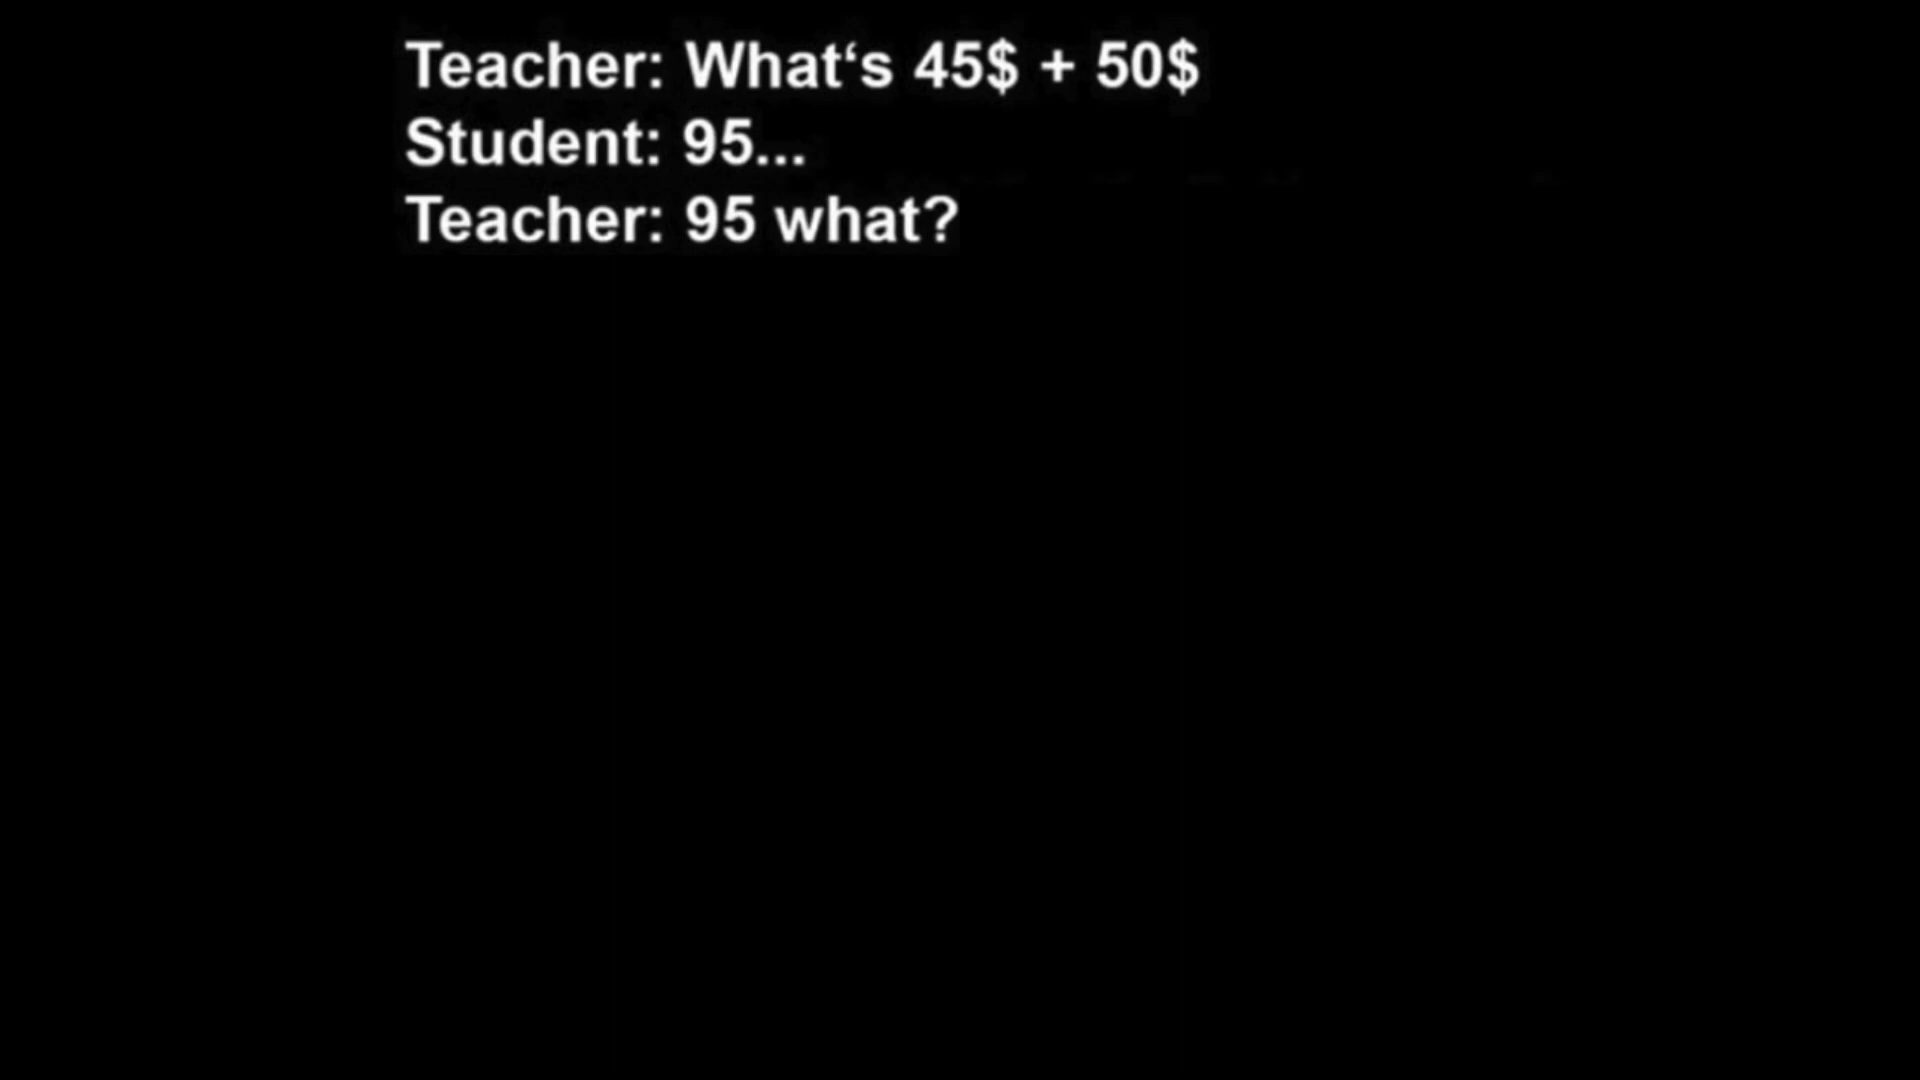 Teacher: What‘s 45$ + 50$
Student: 95...
Teacher: 95 what?